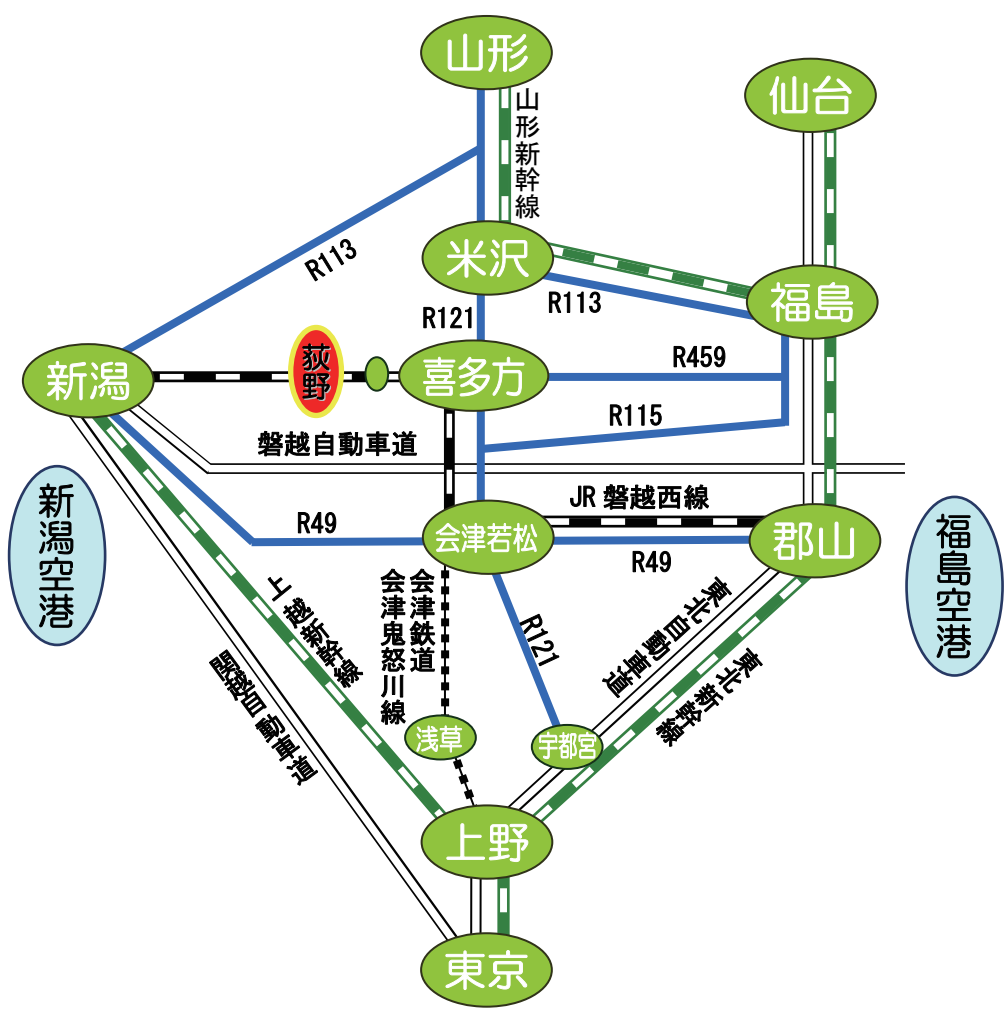 山形
仙台
山形新幹線
R113
米沢
R113
福島
R121
新潟
荻野
喜多方
R459
R115
磐越自動車道
JR 磐越西線
新潟空港
R49
会津若松
R49
郡山
福島空港
上越新幹線
会津鉄道
会津鬼怒川線
R121
東北自動車道
東北新幹線
関越自動車道
浅草
宇都宮
上野
東京